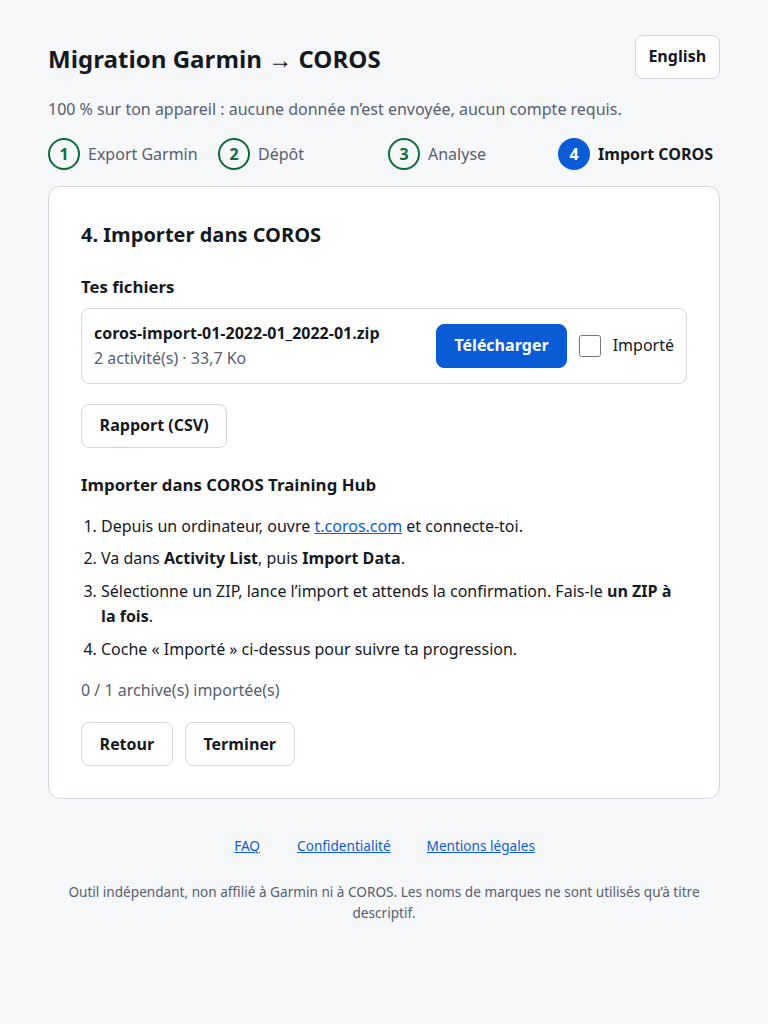 Migration Garmin → COROS
English
100 % sur ton appareil : aucune donnée n’est envoyée, aucun compte requis.
1 Export Garmin 2 Dépôt 3 Analyse 4 Import COROS
4. Importer dans COROS
Tes fichiers
coros-import-01-2022-01_2022-01.zip
2 activité(s) · 33,7 Ko
Télécharger
Importé
Rapport (CSV)
Importer dans COROS Training Hub
1. Depuis un ordinateur, ouvre t.coros.com et connecte-toi.
2. Va dans Activity List, puis Import Data.
3. Sélectionne un ZIP, lance l’import et attends la confirmation. Fais-le un ZIP à
la fois.
4. Coche « Importé » ci-dessus pour suivre ta progression.
0 / 1 archive(s) importée(s)
Retour Terminer
FAQ Confidentialité Mentions légales
Outil indépendant, non affilié à Garmin ni à COROS. Les noms de marques ne sont utilisés qu’à titre
descriptif.